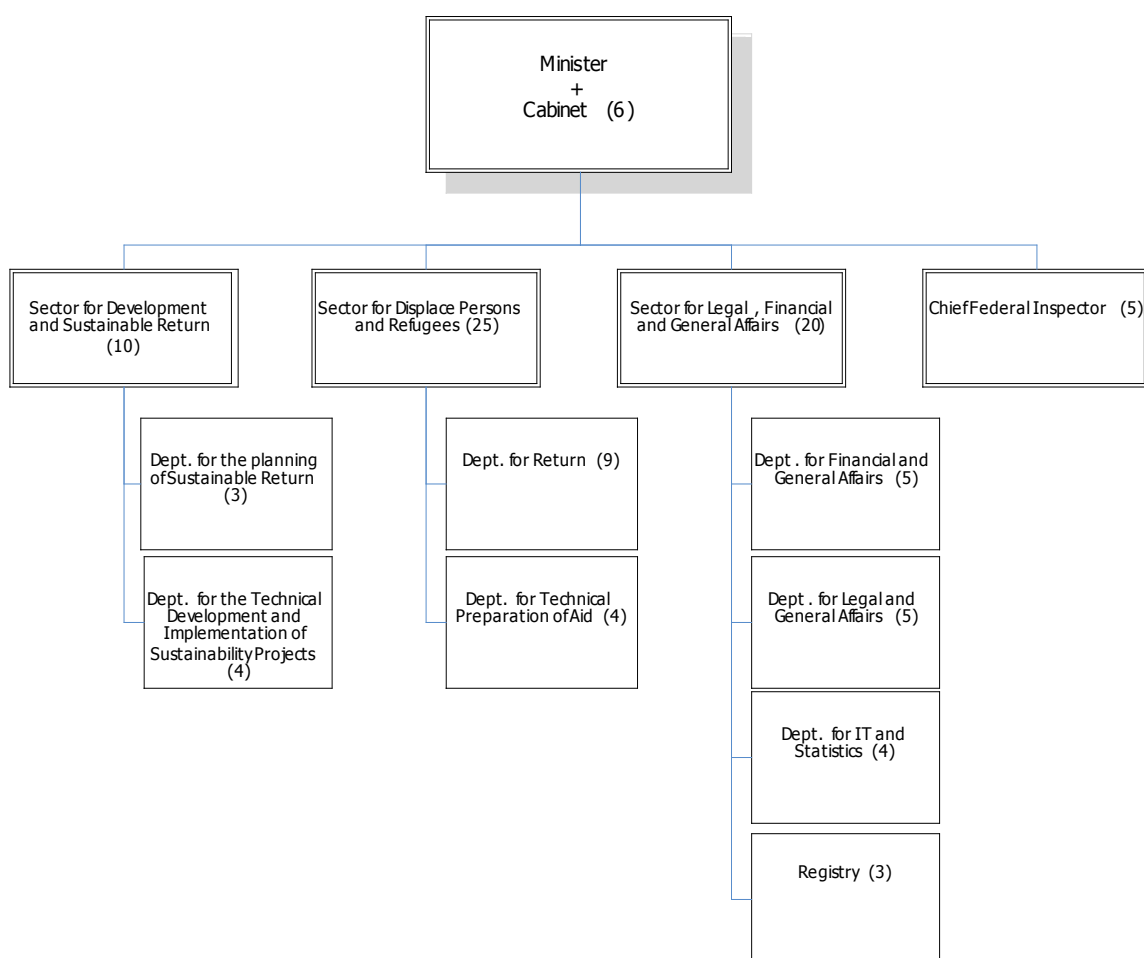 Minister
+
Cabinet (6)
Sector for Development
and Sustainable Return
(10)
Sector for Displace Persons
and Refugees (25)
Sector for Legal , Financial
and General Affairs (20)
Chief Federal Inspector (5)
Dept. for the planning
of Sustainable Return
(3)
Dept. for Return (9)
Dept . for Financial and
General Affairs (5)
Dept. for the Technical
Development and
Implementation of
Sustainability Projects
(4)
Dept. for Technical
Preparation of Aid (4)
Dept . for Legal and
General Affairs (5)
Dept. for IT and
Statistics (4)
Registry (3)